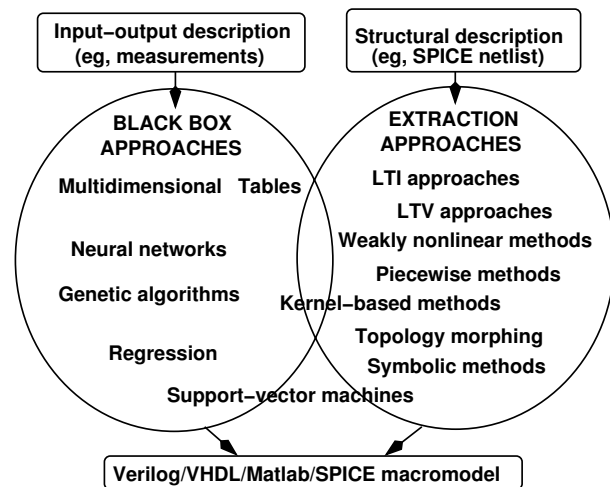 Input-output description
(eg, measurements)
Structural description
(eg, SPICE netlist)
BLACK BOX
APPROACHES
Multidimensional Tables
Neural networks
Genetic algorithms
Regression
Support-vector machines
EXTRACTION
APPROACHES
LTI approaches
LTV approaches
Weakly nonlinear methods
Piecewise methods
Kernel-based methods
Topology morphing
Symbolic methods
Verilog/VHDL/Matlab/SPICE macromodel